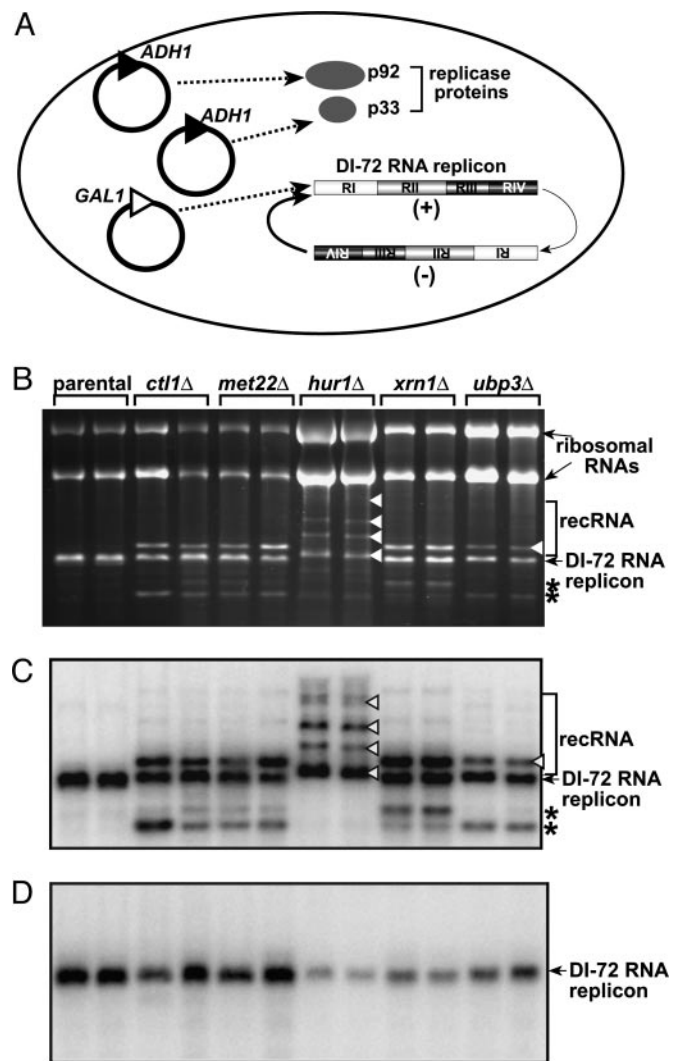 A
ADH1
p92
replicase
proteins
p33
ADH1
DI-72 RNA replicon
GAL1
RI RII RIII RIV
(+)
RIV RIII RII RI
(-)
B
parental ctl1Δ met22Δ hur1Δ xrn1Δ ubp3Δ
ribosomal
RNAs
recRNA
DI-72 RNA
replicon
*
*
C
recRNA
DI-72 RNA
replicon
*
*
D
DI-72 RNA
replicon